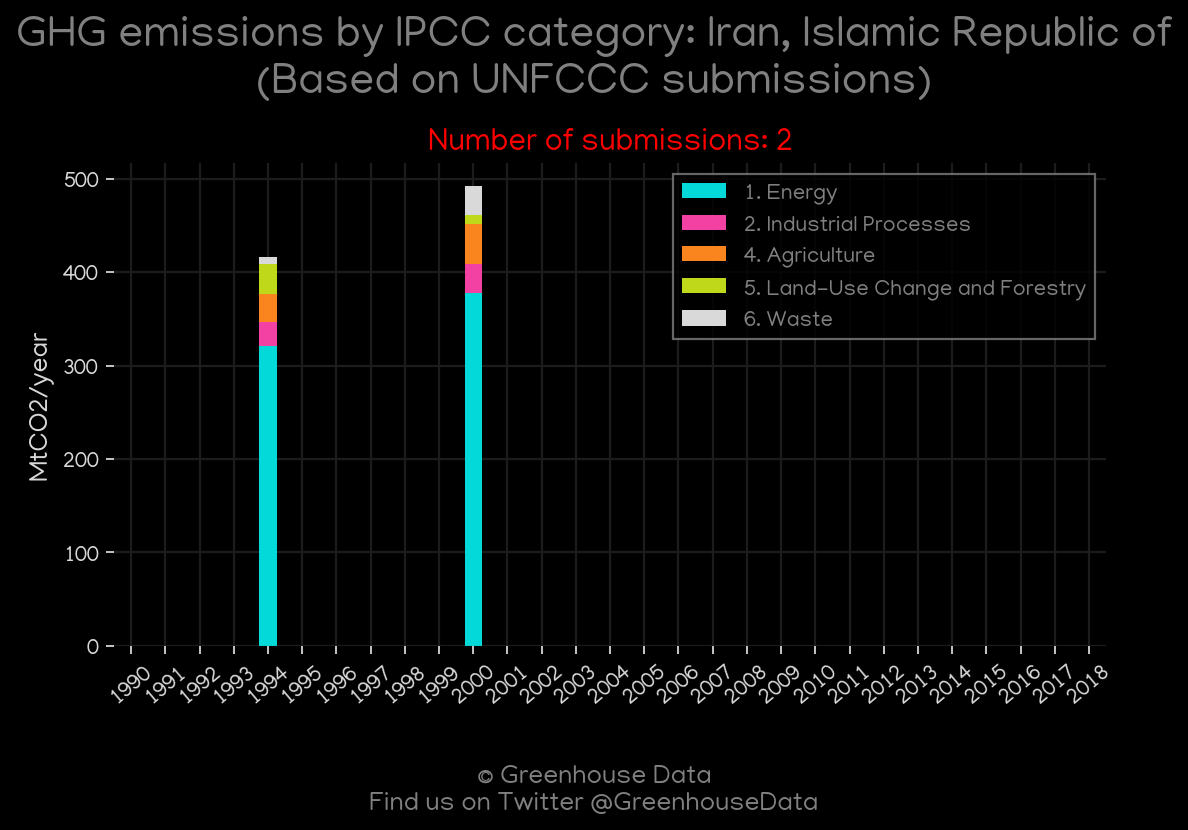 GHG emissions by IPCC category: Iran, Islamic Republic of
(Based on UNFCCC submissions)
Number of submissions: 2
500
400
300
200
100
0
MtCO2/year
1. Energy
2. Industrial Processes
4. Agriculture
5. Land-Use Change and Forestry
6. Waste
1990 1991 1992 1993 1994 1995 1996 1997 1998 1999 2000 2001 2002 2003 2004 2005 2006 2007 2008 2009 2010 2011 2012 2013 2014 2015 2016 2017 2018
© Greenhouse Data
Find us on Twitter @GreenhouseData